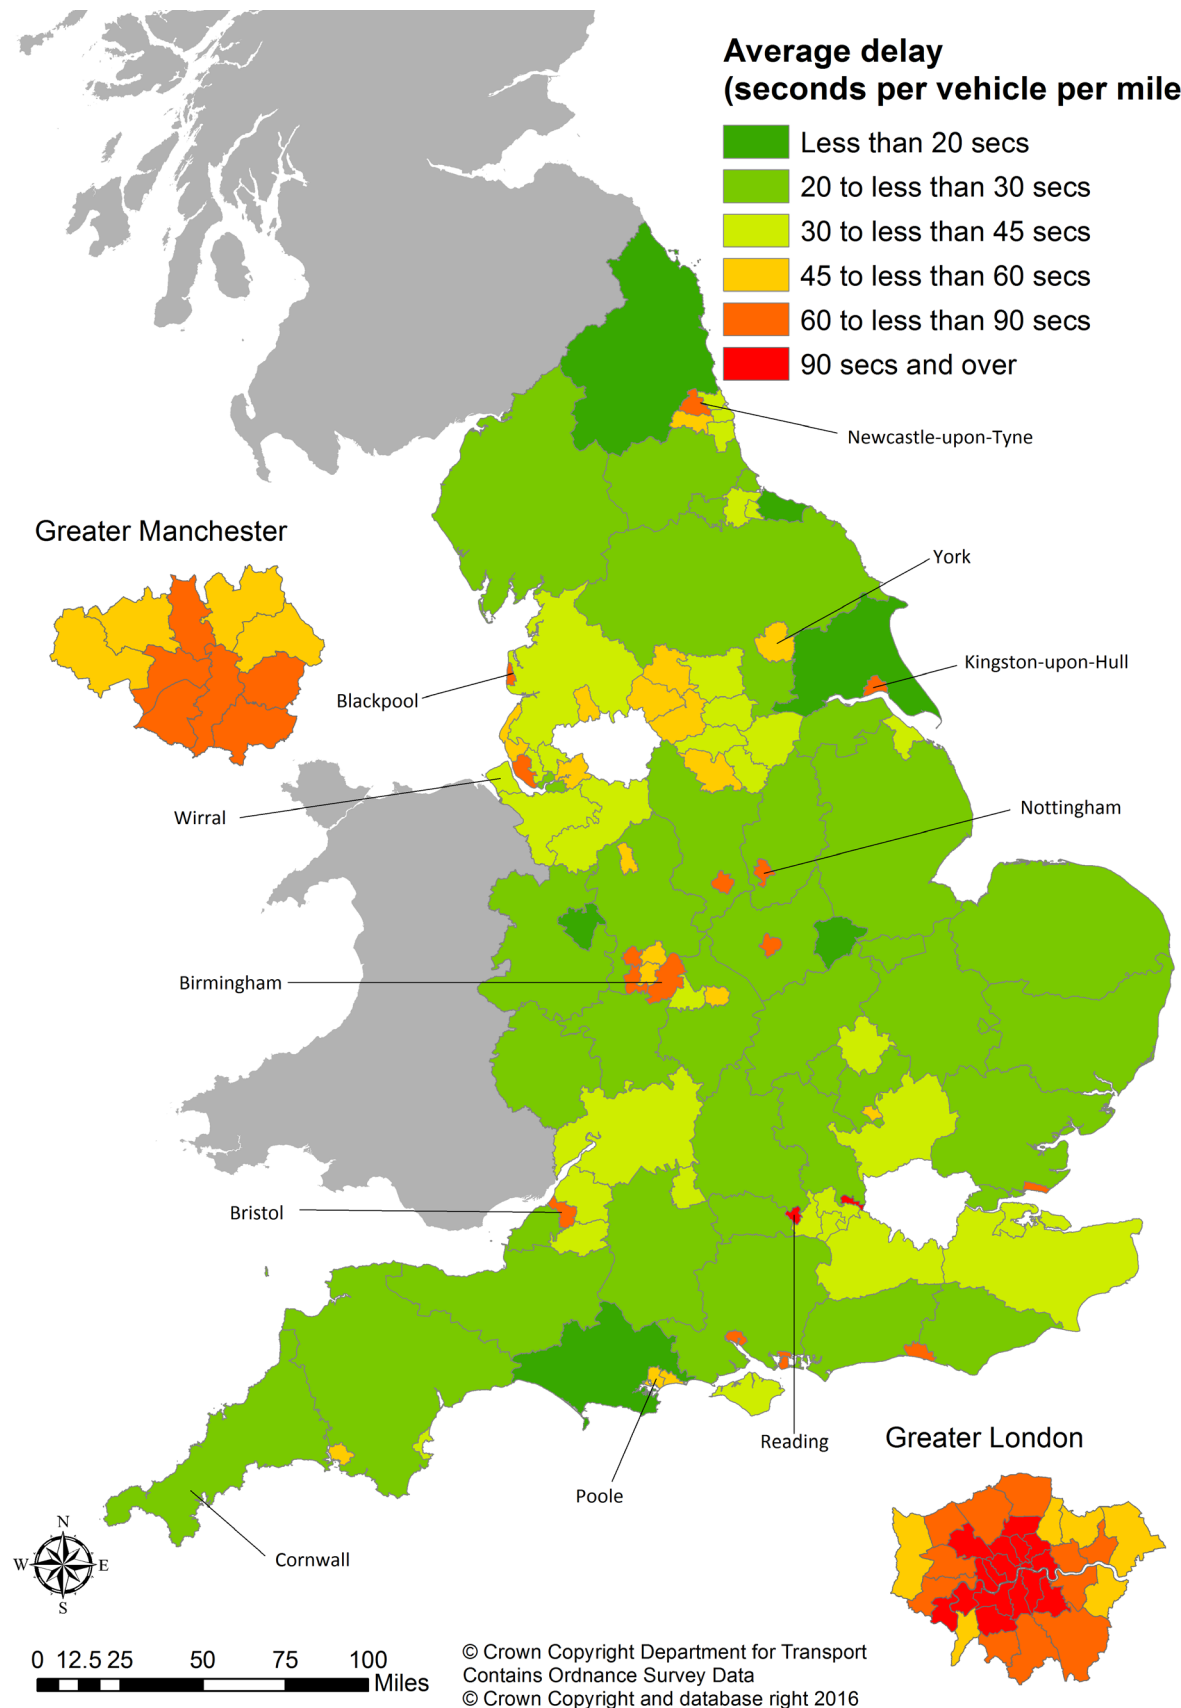 Average delay
(seconds per vehicle per mile
Less than 20 secs
20 to less than 30 secs
30 to less than 45 secs
45 to less than 60 secs
60 to less than 90 secs
90 secs and over
Newcastle-upon-Tyne
Greater Manchester
York
Kingston-upon-Hull
Blackpool
Wirral
Nottingham
Birmingham
Bristol
Reading
Greater London
Poole
Cornwall
N
W E
S
0 12.5 25 50 75 100
Miles
© Crown Copyright Department for Transport
Contains Ordnance Survey Data
© Crown Copyright and database right 2016